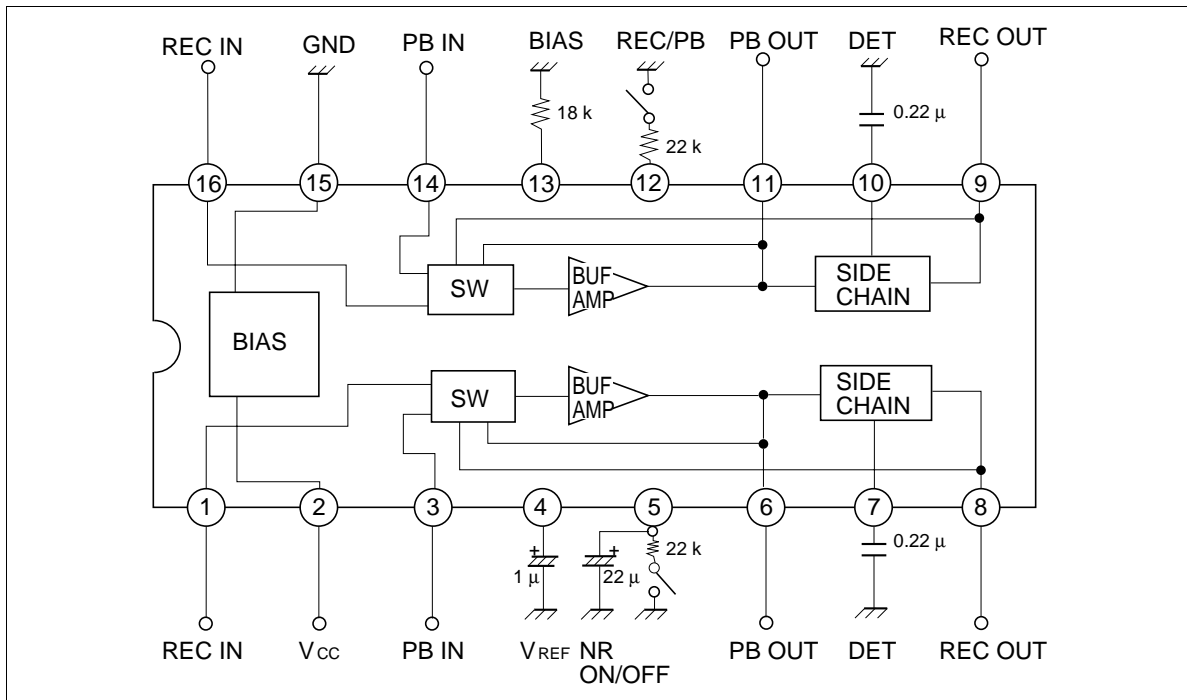 REC IN GND PB IN BIAS REC/PB PB OUT DET REC OUT
18 k 22 k 0.22 µ
16 15 14 13 12 11 10 9
SW BUF AMP SIDE CHAIN
BIAS
SW BUF AMP SIDE CHAIN
1 2 3 4 5 6 7 8
+ 1 µ 22 µ + 22 k 0.22 µ
REC IN VCC PB IN VREF NR ON/OFF PB OUT DET REC OUT